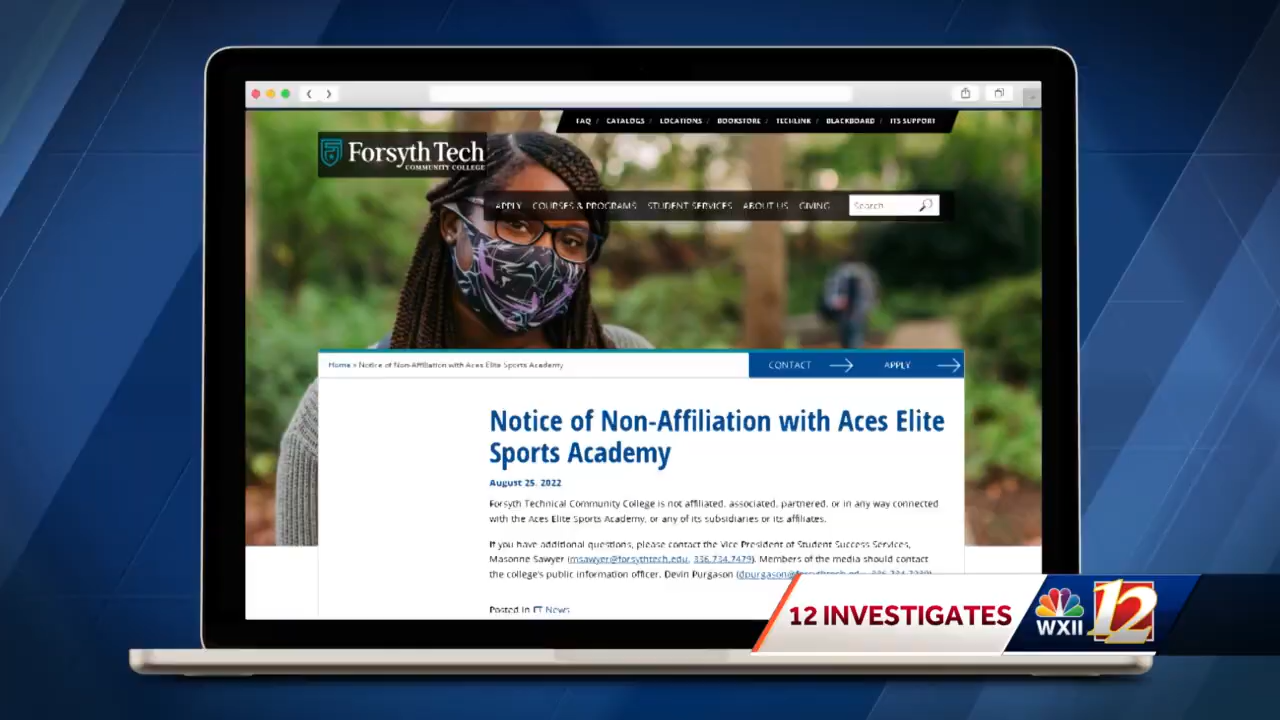 FAQ / CATALOGS / LOCATIONS / BOOKSTORE / TECHLINK / BLACKBOARD / ITS SUPPORT
Forsyth Tech
COMMUNITY COLLEGE
APPLY COURSES & PROGRAMS STUDENT SERVICES ABOUT US GIVING Search
Home » Notice of Non-Affiliation with Aces Elite Sports Academy
CONTACT APPLY
Notice of Non-Affiliation with Aces Elite
Sports Academy
August 25, 2022
Forsyth Technical Community College is not affiliated, associated, partnered, or in any way connected
with the Aces Elite Sports Academy, or any of its subsidiaries or its affiliates.
If you have additional questions, please contact the Vice President of Student Success Services,
Masonne Sawyer (msawyer@forsythtech.edu, 336.734.7479). Members of the media should contact
the college's public information officer, Devin Purgason (
Posted in FT News
12 INVESTIGATES
WXII 12